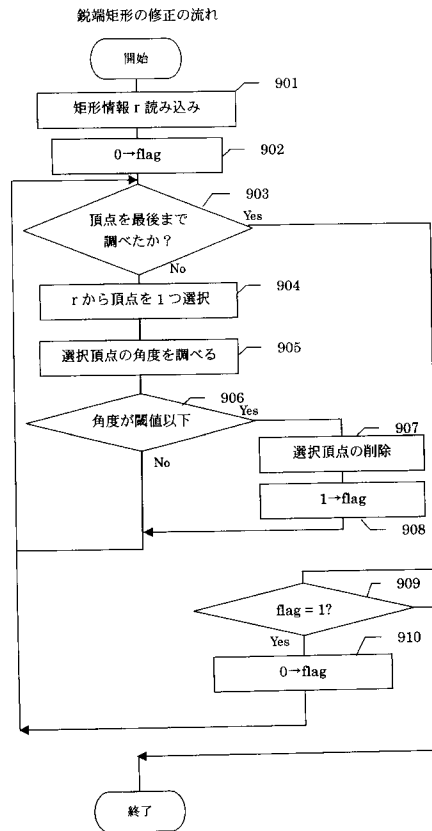 鋭端矩形の修正の流れ
開始
901
矩形情報 r 読み込み
902
0→flag
903
頂点を最後まで
調べたか？
Yes
No
904
r から頂点を 1 つ選択
905
選択頂点の角度を調べる
906
角度が閾値以下
Yes
No
907
選択頂点の削除
1→flag
908
909
flag = 1?
Yes
910
0→flag
終了